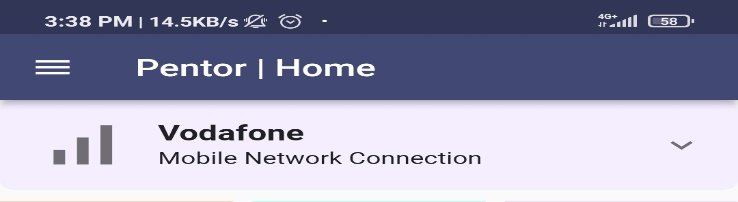 3:38 PM | 14.5KB/s 4G+ 58
Pentor | Home
Vodafone
Mobile Network Connection